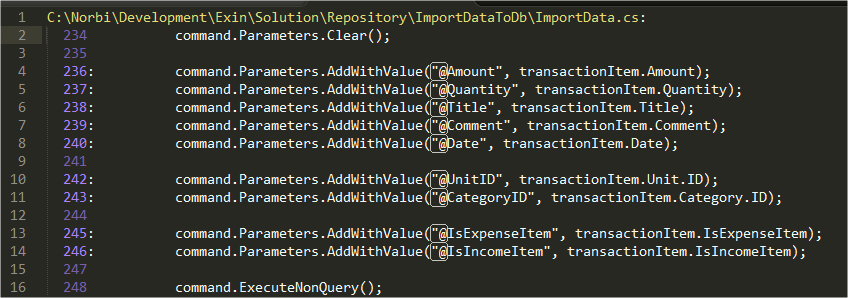 1 C:\Norbi\Development\Exin\Solution\Repository\ImportDataToDb\ImportData.cs:
2 234 command.Parameters.Clear();
3 235
4 236: command.Parameters.AddWithValue("@Amount", transactionItem.Amount);
5 237: command.Parameters.AddWithValue("@Quantity", transactionItem.Quantity);
6 238: command.Parameters.AddWithValue("@Title", transactionItem.Title);
7 239: command.Parameters.AddWithValue("@Comment", transactionItem.Comment);
8 240: command.Parameters.AddWithValue("@Date", transactionItem.Date);
9 241
10 242: command.Parameters.AddWithValue("@UnitID", transactionItem.Unit.ID);
11 243: command.Parameters.AddWithValue("@CategoryID", transactionItem.Category.ID);
12 244
13 245: command.Parameters.AddWithValue("@IsExpenseItem", transactionItem.IsExpenseItem);
14 246: command.Parameters.AddWithValue("@IsIncomeItem", transactionItem.IsIncomeItem);
15 247
16 248 command.ExecuteNonQuery();